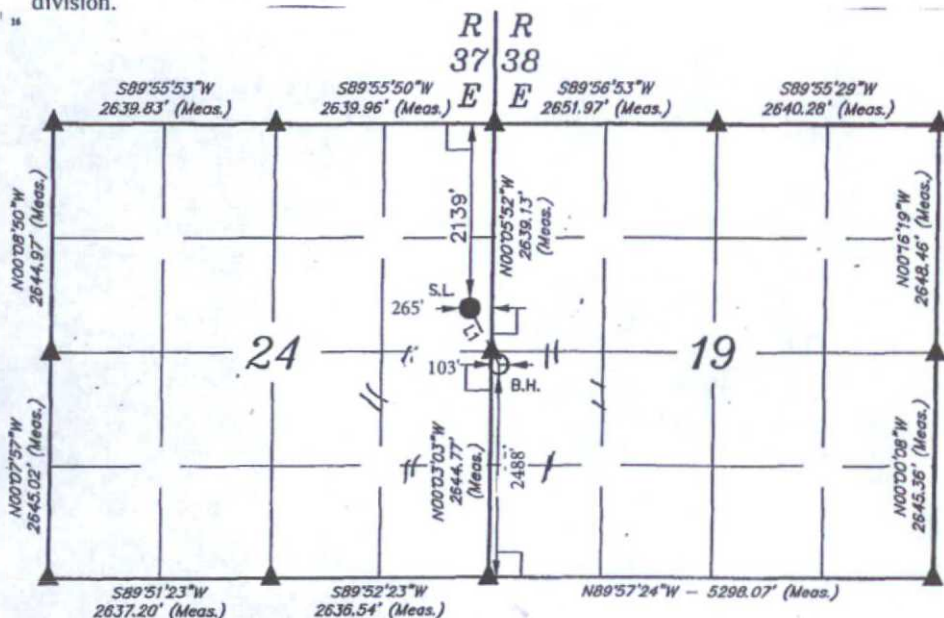 division.
16
R R
37 38
E E
S89°55'53"W
2639.83' (Meas.)
S89°55'50"W
2639.96' (Meas.)
S89°56'53"W
2651.97' (Meas.)
S89°55'29"W
2640.28' (Meas.)
N00°08'50"W
2644.97' (Meas.)
2139'
N00°05'52"W
2639.13'
(Meas.)
N00°16'19"W
2648.46' (Meas.)
S.L.
265'
L1
24
19
103'
B.H.
N00°07'57"W
2645.02' (Meas.)
N00°03'03"W
2644.77'
(Meas.)
2488'
N00°00'08"W
2645.36' (Meas.)
S89°51'23"W
2637.20' (Meas.)
S89°52'23"W
2636.54' (Meas.)
N89°57'24"W – 5298.07' (Meas.)